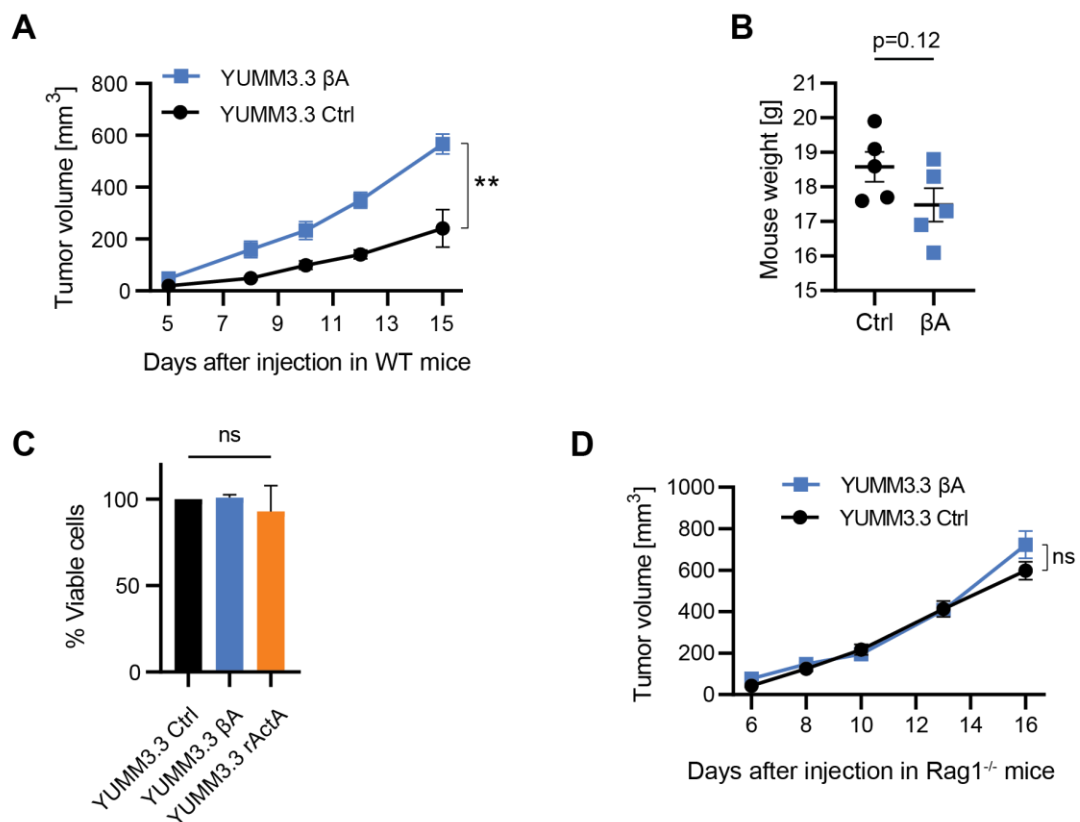 A
YUMM3.3 βA
YUMM3.3 Ctrl
Tumor volume [mm³]
800
600
400
200
0
**
5 7 9 11 13 15
Days after injection in WT mice
B
p=0.12
Mouse weight [g]
21
20
19
18
17
16
15
Ctrl βA
C
ns
% Viable cells
100
50
0
YUMM3.3 Ctrl
YUMM3.3 βA
YUMM3.3 rActA
D
YUMM3.3 βA
YUMM3.3 Ctrl
Tumor volume [mm³]
1000
800
600
400
200
0
ns
6 8 10 12 14 16
Days after injection in Rag1⁻/⁻ mice